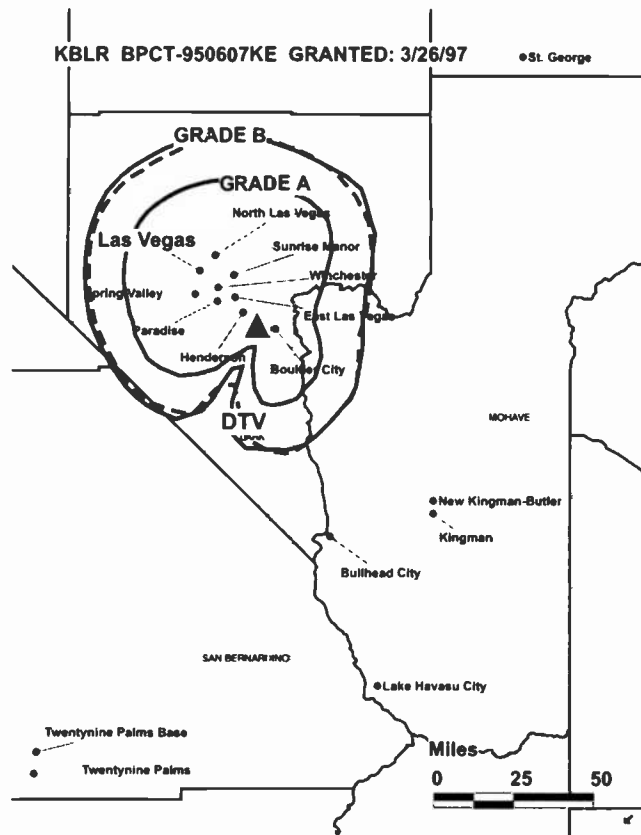 KBLR BPCT-950607KE GRANTED: 3/26/97
St. George
GRADE B
GRADE A
North Las Vegas
Las Vegas
Sunrise Manor
Winchester
Spring Valley
East Las Vegas
Paradise
Henderson
Boulder City
DTV
MOHAVE
New Kingman-Butler
Kingman
Bullhead City
SAN BERNARDINO
Lake Havasu City
Twentynine Palms Base
Twentynine Palms
Miles
0 25 50